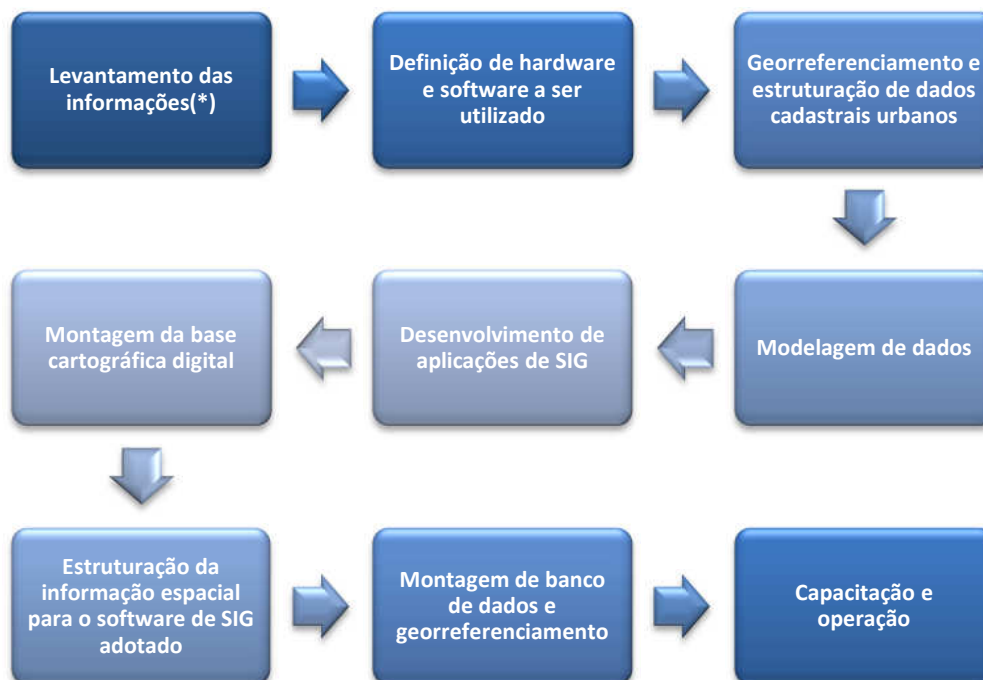 Levantamento das
informações(*)
Definição de hardware
e software a ser
utilizado
Georreferenciamento e
estruturação de dados
cadastrais urbanos
Modelagem de dados
Desenvolvimento de
aplicações de SIG
Montagem da base
cartográfica digital
Estruturação da
informação espacial
para o software de SIG
adotado
Montagem de banco
de dados e
georreferenciamento
Capacitação e
operação